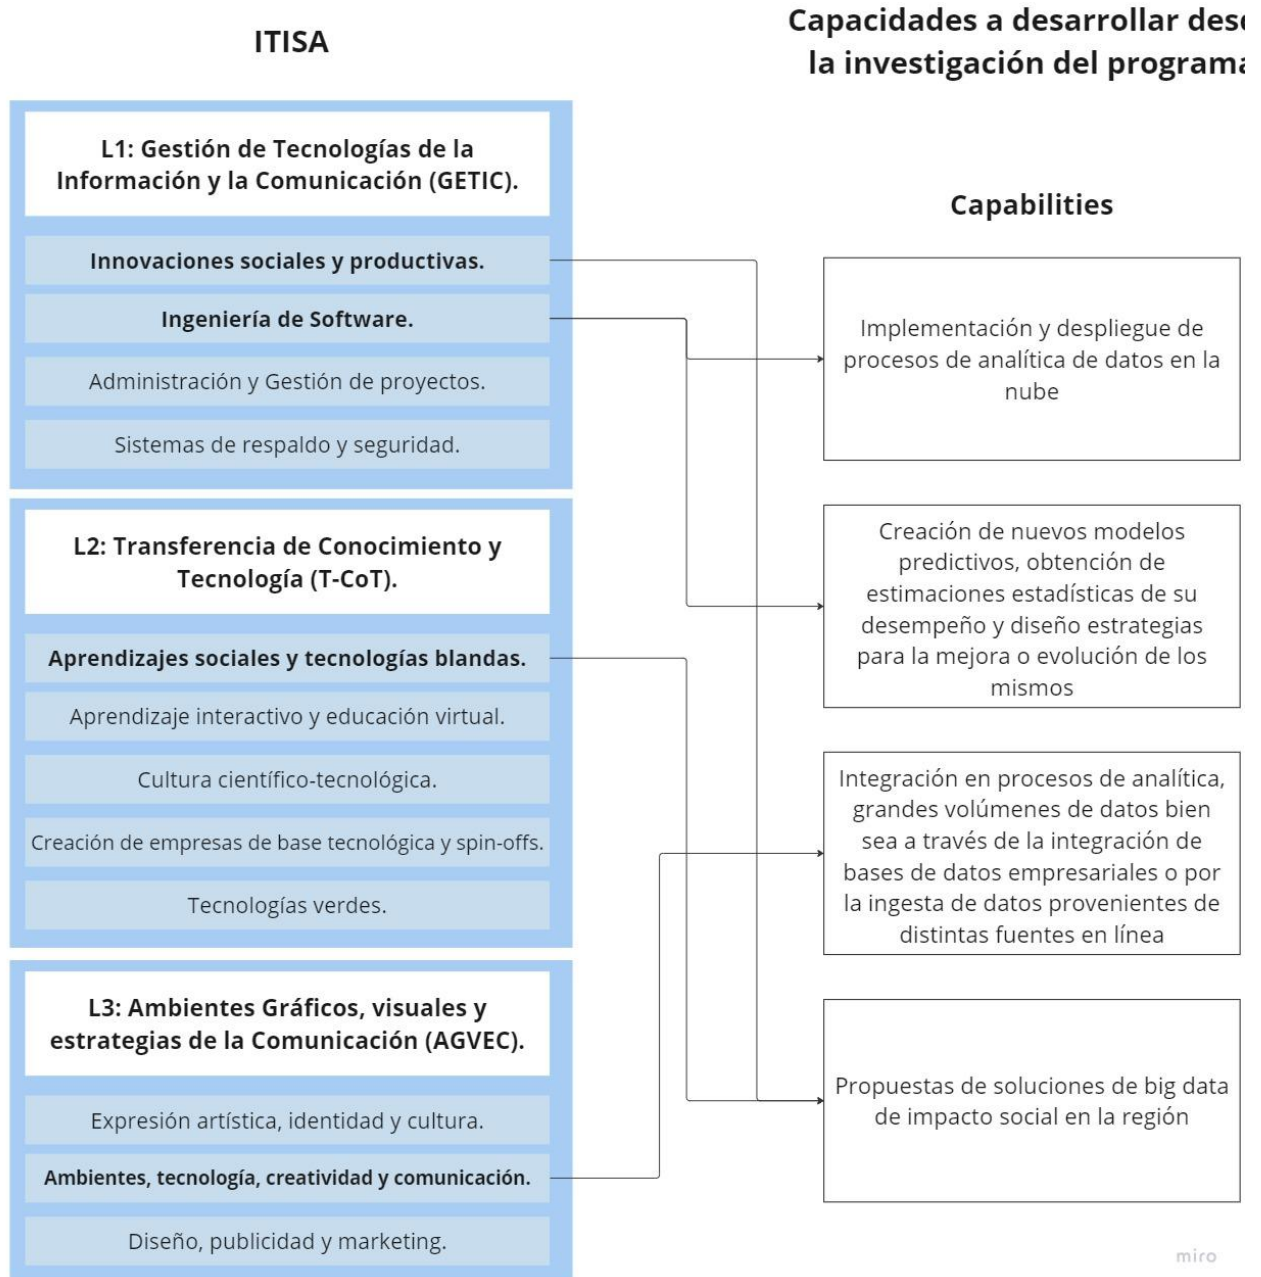 ITISA
Capacidades a desarrollar
la investigación del programa
L1: Gestión de Tecnologías de la
Información y la Comunicación (GETIC).
Innovaciones sociales y productivas.
Ingeniería de Software.
Administración y Gestión de proyectos.
Sistemas de respaldo y seguridad.
L2: Transferencia de Conocimiento y
Tecnología (T-CoT).
Aprendizajes sociales y tecnologías blandas.
Aprendizaje interactivo y educación virtual.
Cultura científico-tecnológica.
Creación de empresas de base tecnológica y spin-offs.
Tecnologías verdes.
L3: Ambientes Gráficos, visuales y
estrategias de la Comunicación (AGVEC).
Expresión artística, identidad y cultura.
Ambientes, tecnología, creatividad y comunicación.
Diseño, publicidad y marketing.
Capabilities
Implementación y despliegue de
procesos de analítica de datos en la
nube
Creación de nuevos modelos
predictivos, obtención de
estimaciones estadísticas de su
desempeño y diseño estrategias
para la mejora o evolución de los
mismos
Integración en procesos de analítica,
grandes volúmenes de datos bien
sea a través de la integración de
bases de datos empresariales o por
la ingesta de datos provenientes de
distintas fuentes en línea
Propuestas de soluciones de big data
de impacto social en la región
miro